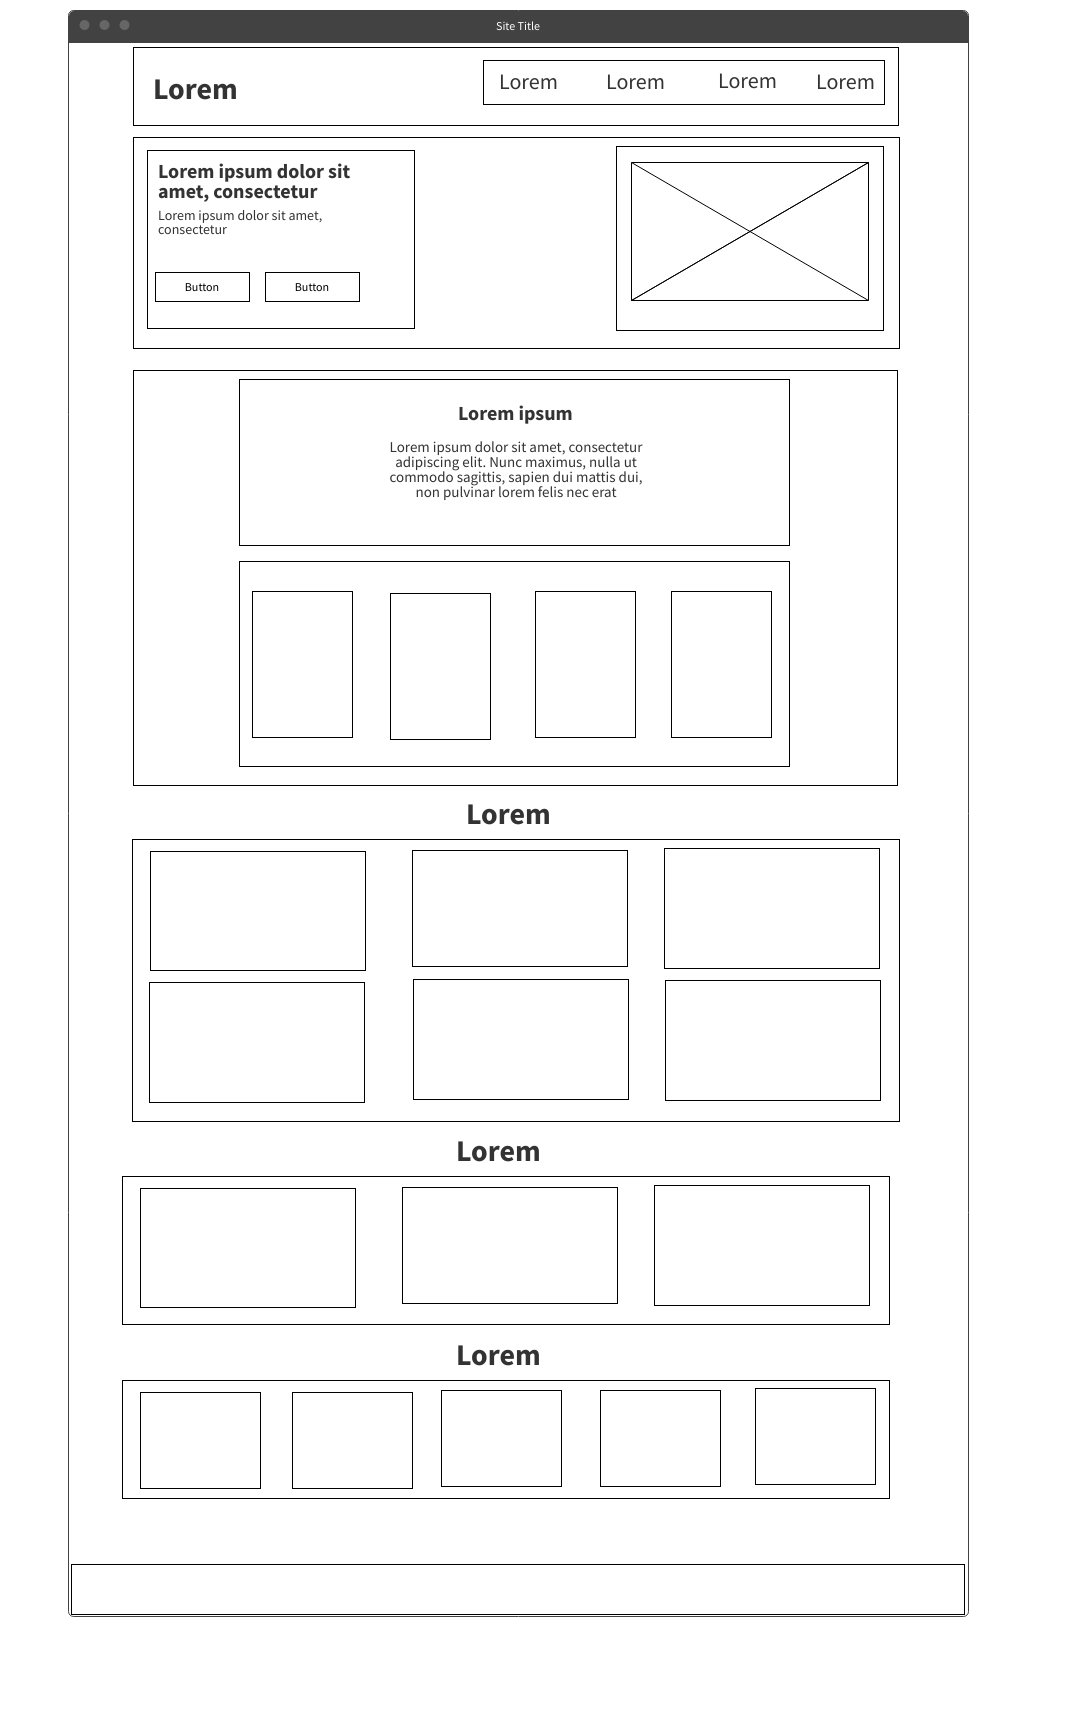 Site Title
Lorem
Lorem
Lorem
Lorem
Lorem
Lorem ipsum dolor sit
amet, consectetur
Lorem ipsum dolor sit amet,
consectetur
Button
Button
Lorem ipsum
Lorem ipsum dolor sit amet, consectetur
adipiscing elit. Nunc maximus, nulla ut
commodo sagittis, sapien dui mattis dui,
non pulvinar lorem felis nec erat
Lorem
Lorem
Lorem